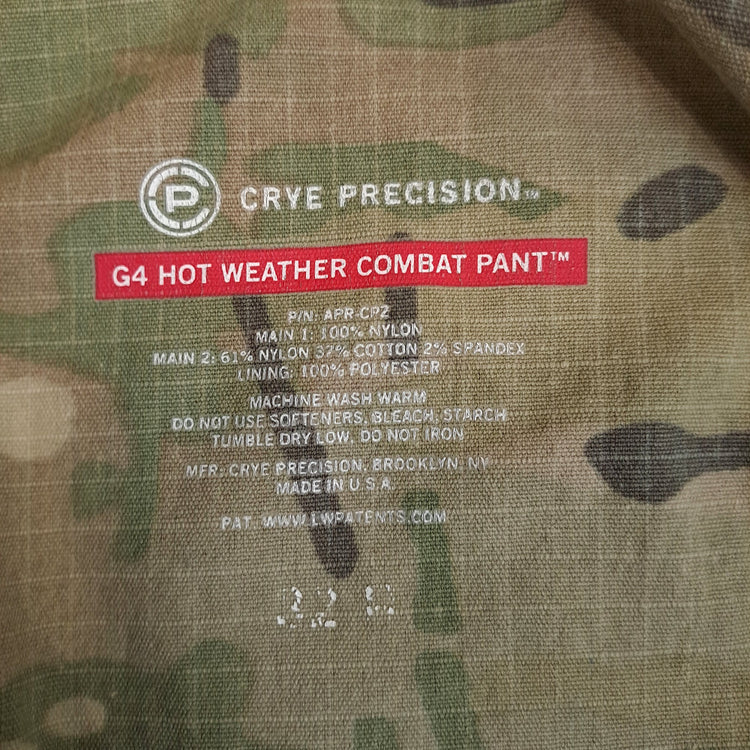 CP CRYE PRECISION™
G4 HOT WEATHER COMBAT PANT™
P/N: APR-CP2
MAIN 1: 100% NYLON
MAIN 2: 61% NYLON 37% COTTON 2% SPANDEX
LINING: 100% POLYESTER
MACHINE WASH WARM
DO NOT USE SOFTENERS, BLEACH, STARCH
TUMBLE DRY LOW, DO NOT IRON
MFR. CRYE PRECISION, BROOKLYN, NY
MADE IN U.S.A.
PAT. WWW.LWPATENTS.COM
32